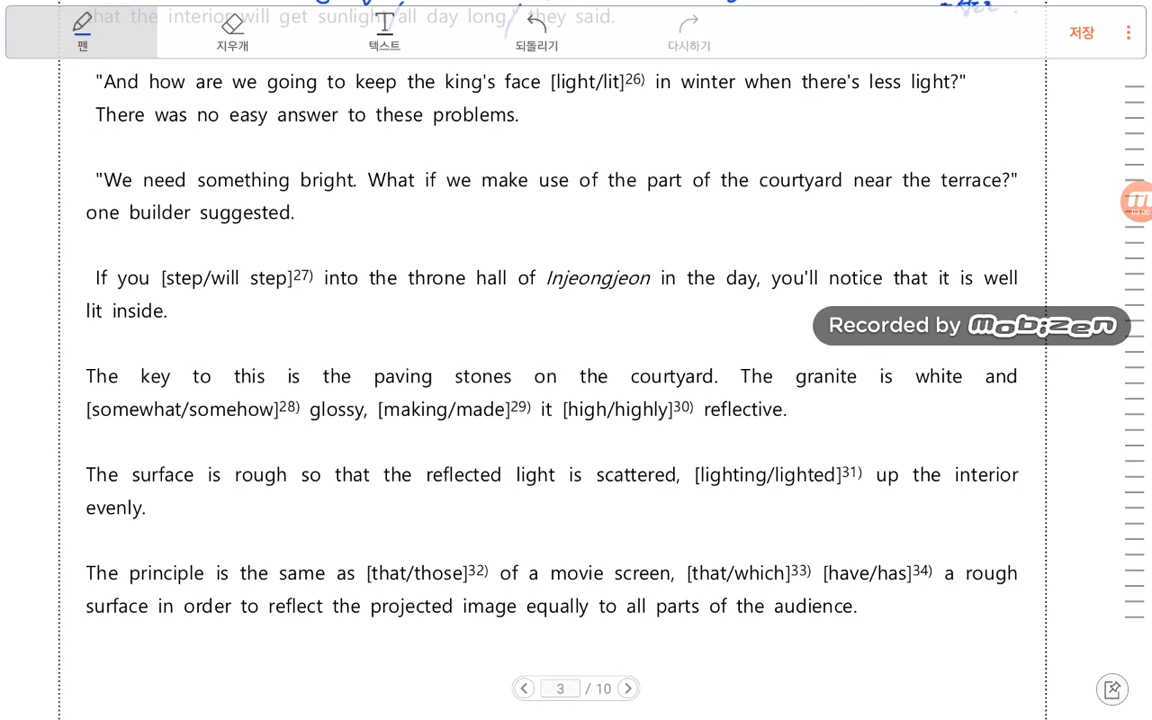 that the interior will get sunlight all day long," they said.
펜 지우개 텍스트 되돌리기 다시하기 저장
"And how are we going to keep the king's face [light/lit]26) in winter when there's less light?"
There was no easy answer to these problems.
"We need something bright. What if we make use of the part of the courtyard near the terrace?"
one builder suggested.
If you [step/will step]27) into the throne hall of Injeongjeon in the day, you'll notice that it is well
lit inside.
Recorded by mobizen
The key to this is the paving stones on the courtyard. The granite is white and
[somewhat/somehow]28) glossy, [making/made]29) it [high/highly]30) reflective.
The surface is rough so that the reflected light is scattered, [lighting/lighted]31) up the interior
evenly.
The principle is the same as [that/those]32) of a movie screen, [that/which]33) [have/has]34) a rough
surface in order to reflect the projected image equally to all parts of the audience.
3 / 10